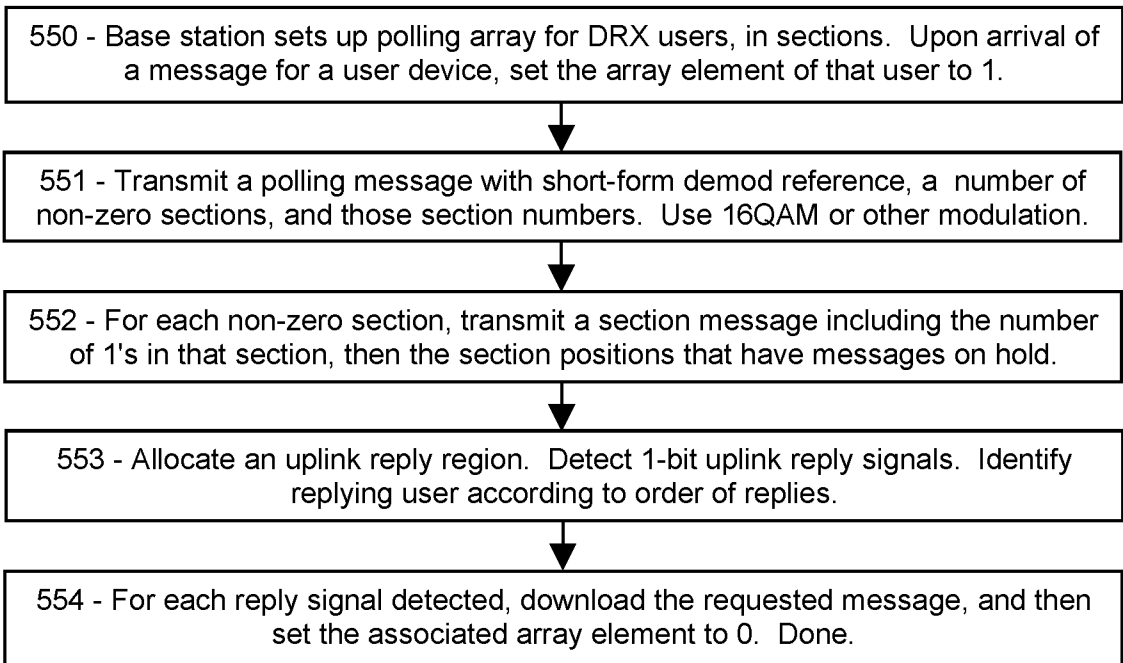 550 - Base station sets up polling array for DRX users, in sections.  Upon arrival of
a message for a user device, set the array element of that user to 1.
551 - Transmit a polling message with short-form demod reference, a  number of
non-zero sections, and those section numbers.  Use 16QAM or other modulation.
552 - For each non-zero section, transmit a section message including the number
of 1's in that section, then the section positions that have messages on hold.
553 - Allocate an uplink reply region.  Detect 1-bit uplink reply signals.  Identify
replying user according to order of replies.
554 - For each reply signal detected, download the requested message, and then
set the associated array element to 0.  Done.